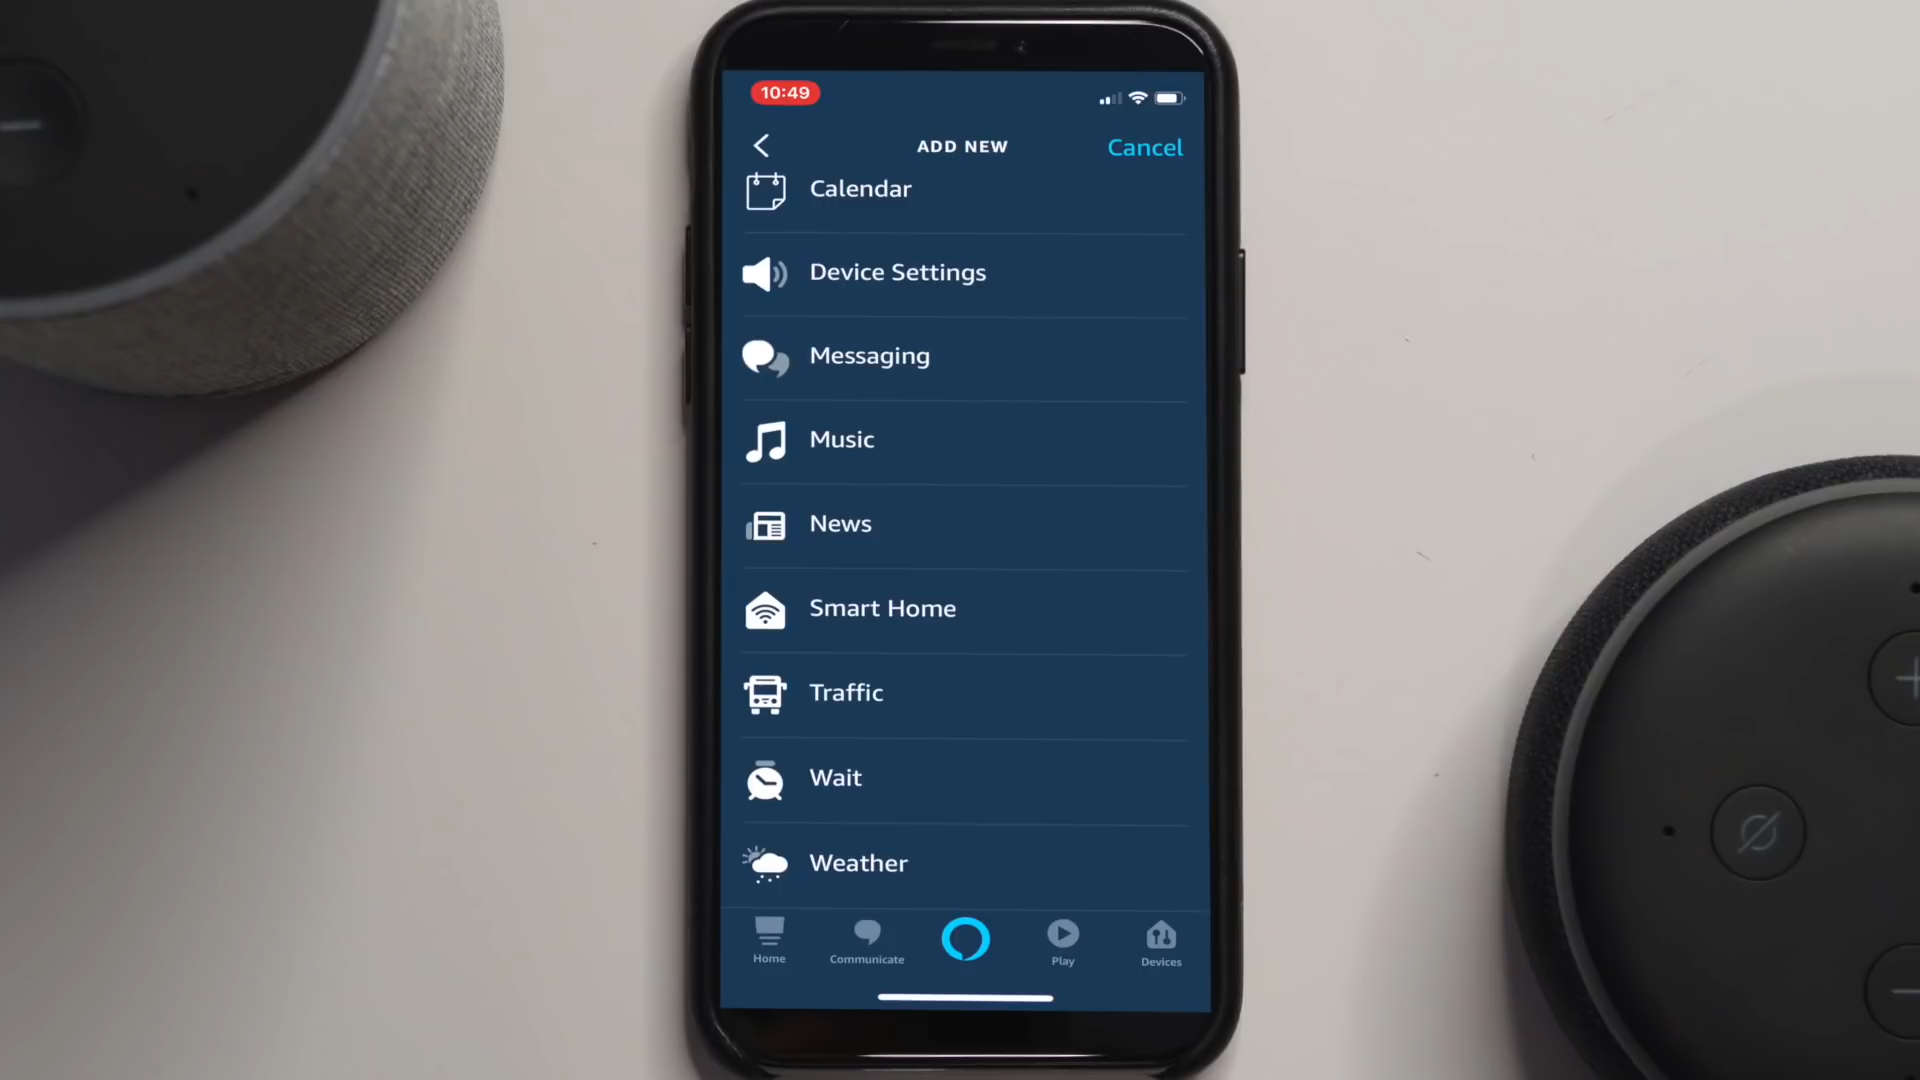 10:49
ADD NEW
Cancel
Calendar
Device Settings
Messaging
Music
News
Smart Home
Traffic
Wait
Weather
Home
Communicate
Play
Devices